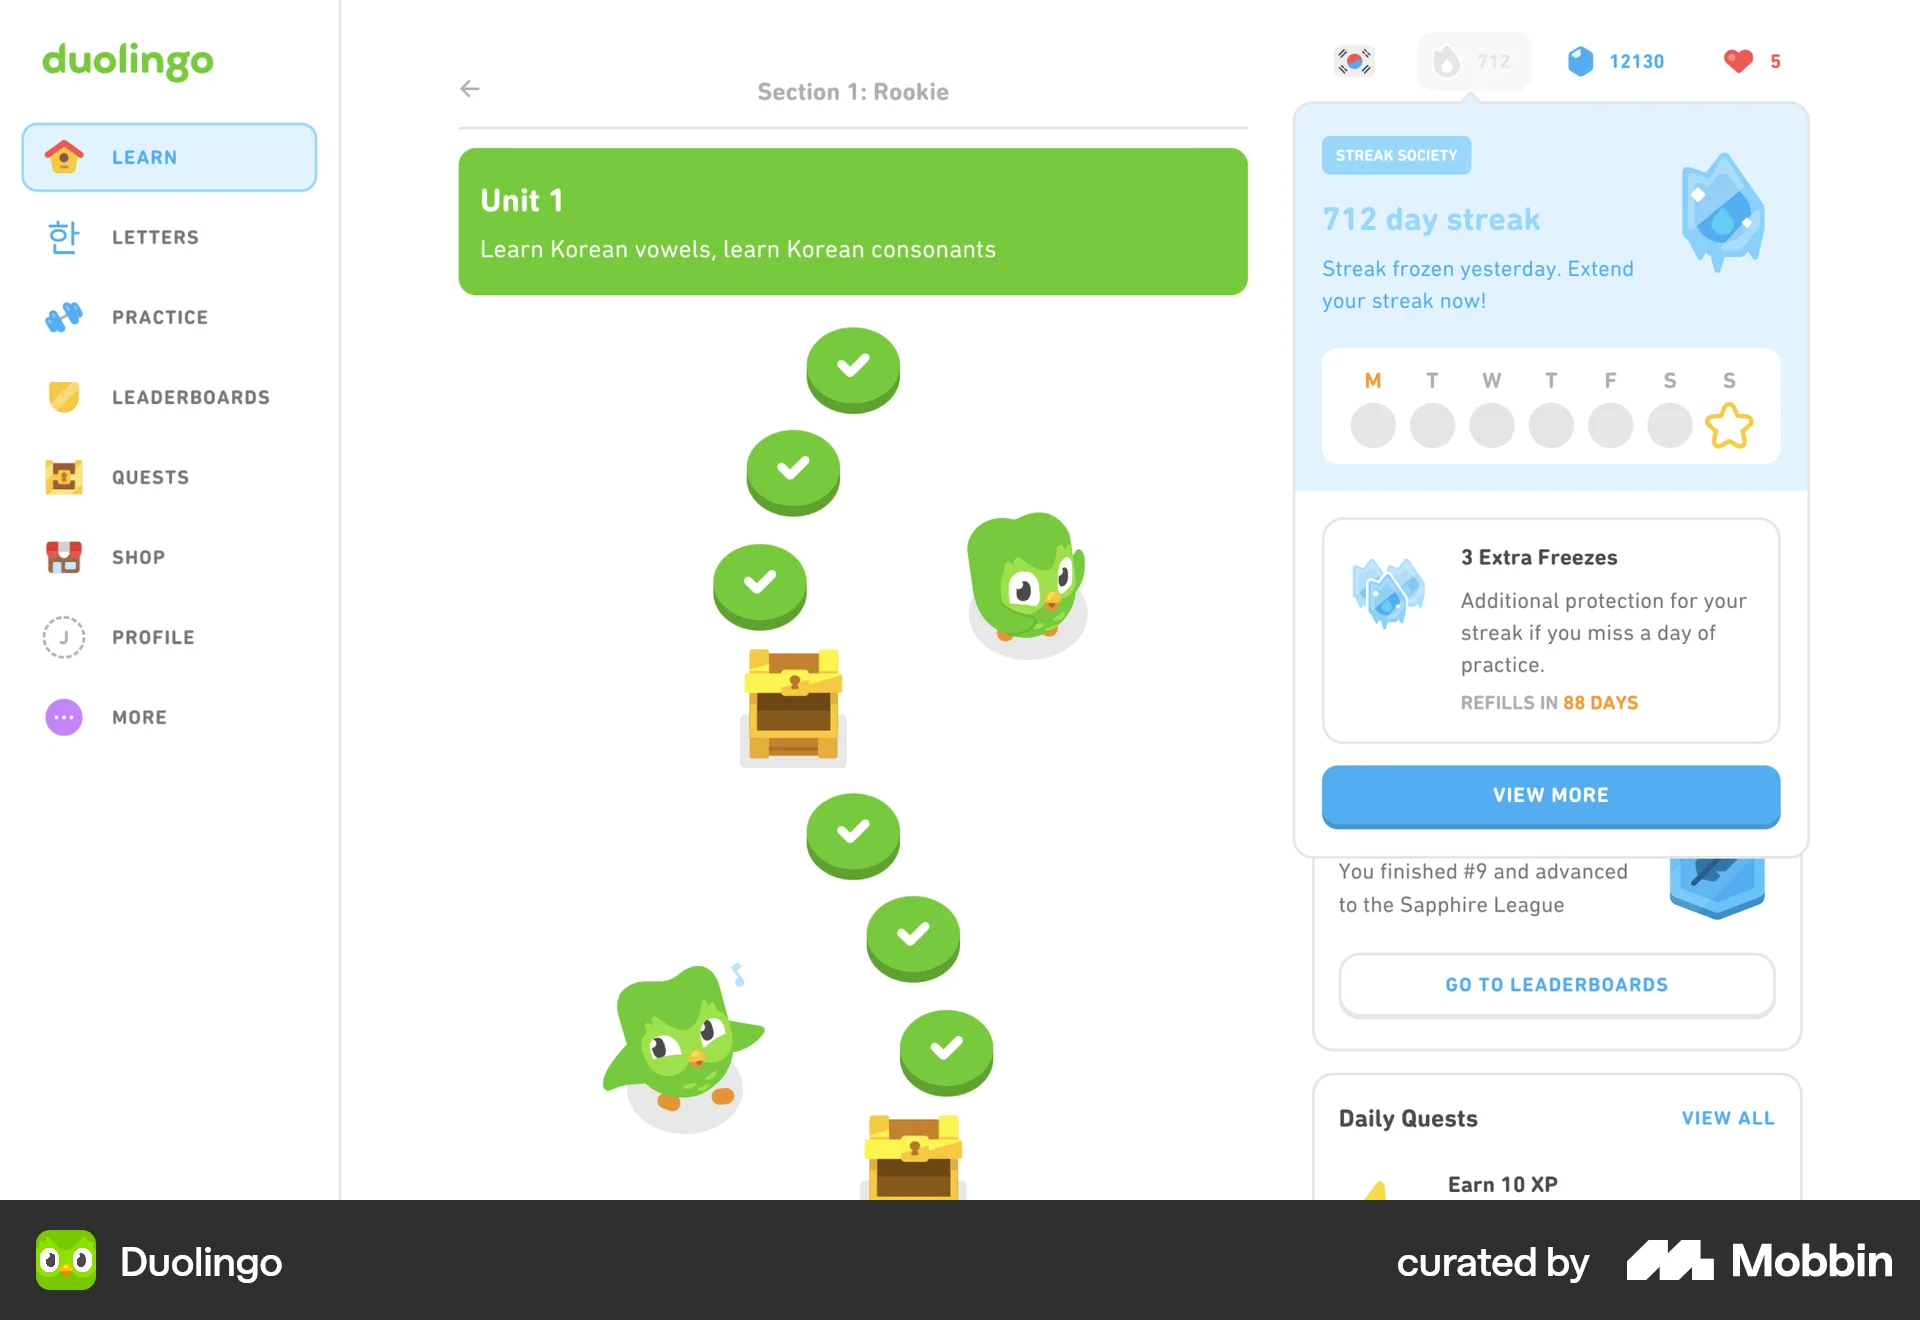 duolingo
LEARN
한
LETTERS
PRACTICE
LEADERBOARDS
QUESTS
SHOP
J
PROFILE
MORE
Section 1: Rookie
Unit 1
Learn Korean vowels, learn Korean consonants
712
12130
5
STREAK SOCIETY
712 day streak
Streak frozen yesterday. Extend
your streak now!
M T W T F S S
3 Extra Freezes
Additional protection for your
streak if you miss a day of
practice.
REFILLS IN 88 DAYS
VIEW MORE
You finished #9 and advanced
to the Sapphire League
GO TO LEADERBOARDS
Daily Quests
VIEW ALL
Earn 10 XP
Duolingo
curated by Mobbin